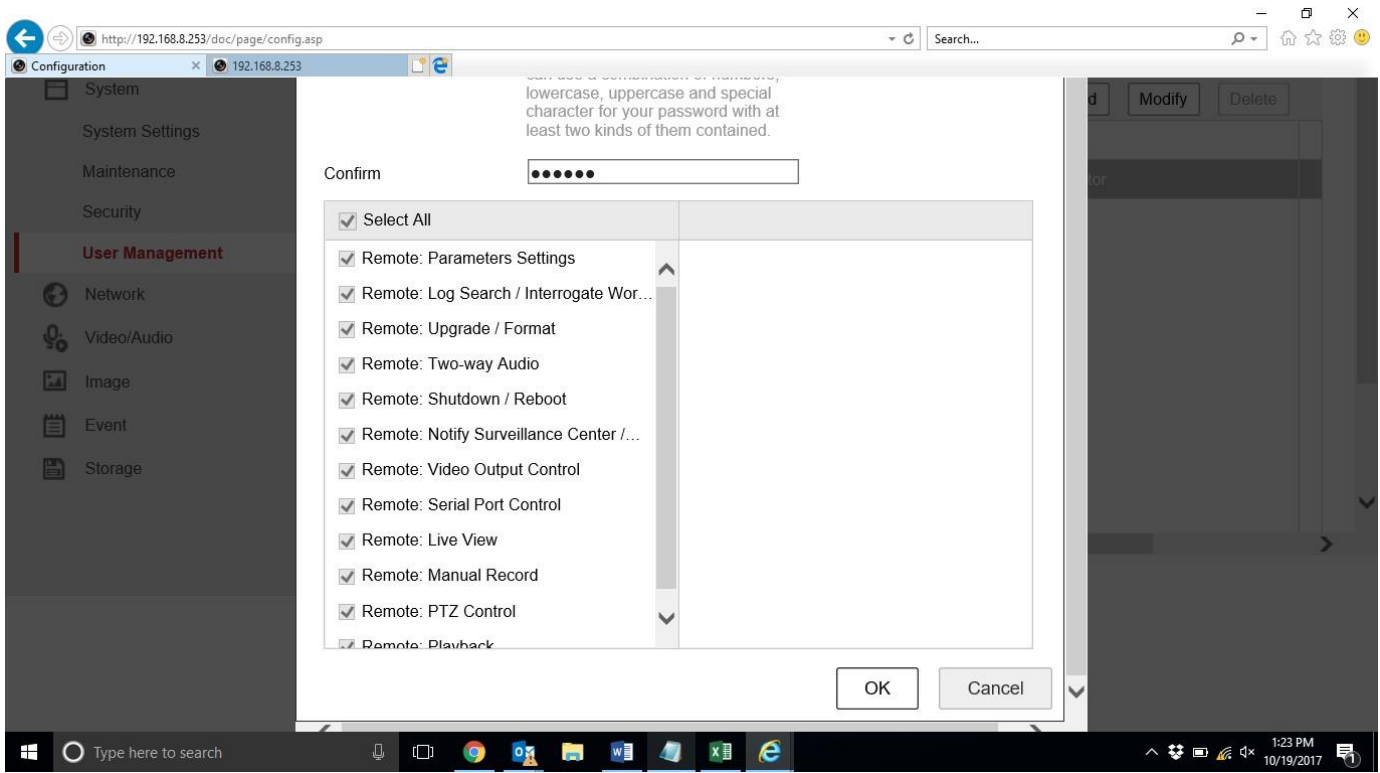 http://192.168.8.253/doc/page/config.asp
Search...
Configuration
192.168.8.253
System
System Settings
Maintenance
Security
User Management
Network
Video/Audio
Image
Event
Storage
lowercase, uppercase and special
character for your password with at
least two kinds of them contained.
Confirm
Select All
Remote: Parameters Settings
Remote: Log Search / Interrogate Wor...
Remote: Upgrade / Format
Remote: Two-way Audio
Remote: Shutdown / Reboot
Remote: Notify Surveillance Center /...
Remote: Video Output Control
Remote: Serial Port Control
Remote: Live View
Remote: Manual Record
Remote: PTZ Control
Remote: Playback
OK
Cancel
d
Modify
Delete
tor
Type here to search
1:23 PM
10/19/2017
1